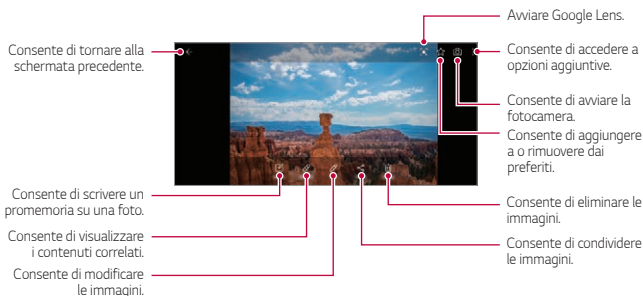 Avviare Google Lens.
Consente di tornare alla
schermata precedente.
Consente di accedere a
opzioni aggiuntive.
Consente di avviare la
fotocamera.
Consente di aggiungere
a o rimuovere dai
preferiti.
Consente di scrivere un
promemoria su una foto.
Consente di visualizzare
i contenuti correlati.
Consente di modificare
le immagini.
Consente di eliminare le
immagini.
Consente di condividere
le immagini.